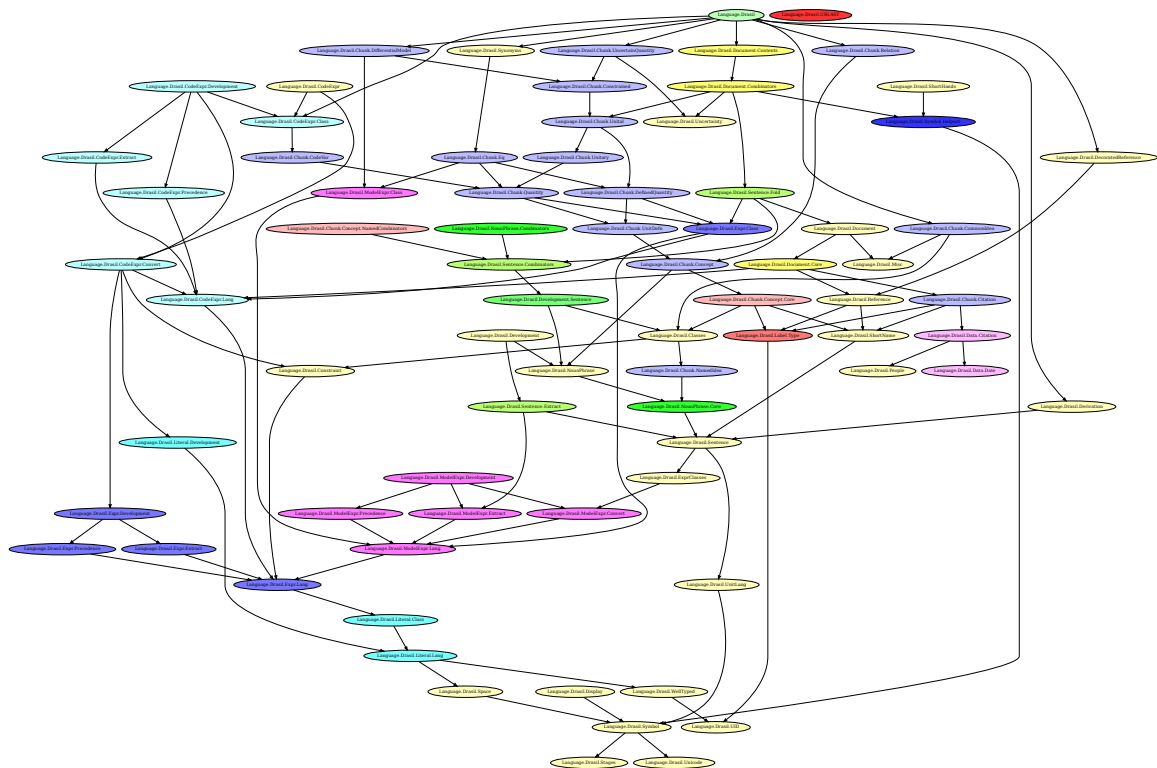 Language.Drasil
Language.Drasil.UID.AID
Language.Drasil.Chunk.DifferentialModel
Language.Drasil.Synonyms
Language.Drasil.Chunk.UncertainQuantity
Language.Drasil.Document.Contents
Language.Drasil.Chunk.Relation
Language.Drasil.CodeExpr.Development
Language.Drasil.CodeExpr
Language.Drasil.Chunk.Constrained
Language.Drasil.Document.Combinators
Language.Drasil.ShortHands
Language.Drasil.CodeExpr.Class
Language.Drasil.Chunk.Unital
Language.Drasil.Uncertainty
Language.Drasil.Symbol.Helpers
Language.Drasil.CodeExpr.Extract
Language.Drasil.Chunk.CodeVar
Language.Drasil.Chunk.Eq
Language.Drasil.Chunk.Unitary
Language.Drasil.DecoratedReference
Language.Drasil.CodeExpr.Precedence
Language.Drasil.ModelExpr.Class
Language.Drasil.Chunk.Quantity
Language.Drasil.Chunk.DefinedQuantity
Language.Drasil.Sentence.Fold
Language.Drasil.Chunk.Concept.NamedCombinators
Language.Drasil.NounPhrase.Combinators
Language.Drasil.Chunk.UnitDefn
Language.Drasil.Expr.Class
Language.Drasil.Document
Language.Drasil.Chunk.CommonIdea
Language.Drasil.CodeExpr.Convert
Language.Drasil.Sentence.Combinators
Language.Drasil.Chunk.Concept
Language.Drasil.Document.Core
Language.Drasil.Misc
Language.Drasil.CodeExpr.Lang
Language.Drasil.Development.Sentence
Language.Drasil.Chunk.Concept.Core
Language.Drasil.Reference
Language.Drasil.Chunk.Citation
Language.Drasil.Development
Language.Drasil.Classes
Language.Drasil.Label.Type
Language.Drasil.ShortName
Language.Drasil.Data.Citation
Language.Drasil.Constraint
Language.Drasil.NounPhrase
Language.Drasil.Chunk.NamedIdea
Language.Drasil.People
Language.Drasil.Data.Date
Language.Drasil.Sentence.Extract
Language.Drasil.NounPhrase.Core
Language.Drasil.Derivation
Language.Drasil.Literal.Development
Language.Drasil.Sentence
Language.Drasil.ModelExpr.Development
Language.Drasil.ExprClasses
Language.Drasil.Expr.Development
Language.Drasil.ModelExpr.Precedence
Language.Drasil.ModelExpr.Extract
Language.Drasil.ModelExpr.Convert
Language.Drasil.Expr.Precedence
Language.Drasil.Expr.Extract
Language.Drasil.ModelExpr.Lang
Language.Drasil.Expr.Lang
Language.Drasil.UnitLang
Language.Drasil.Literal.Class
Language.Drasil.Literal.Lang
Language.Drasil.Space
Language.Drasil.Display
Language.Drasil.WellTyped
Language.Drasil.Symbol
Language.Drasil.UID
Language.Drasil.Stages
Language.Drasil.Unicode